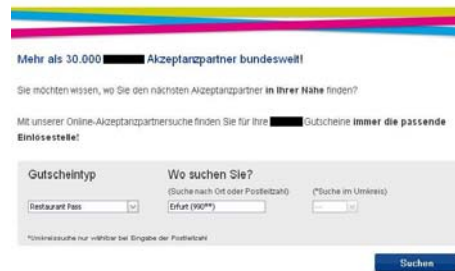 Mehr als 30.000 Akzeptanzpartner bundesweit!
Sie möchten wissen, wo Sie den nächsten Akzeptanzpartner in Ihrer Nähe finden?
Mit unserer Online-Akzeptanzpartnersuche finden Sie für Ihre Gutscheine immer die passende
Einlösestelle!
Gutscheintyp Wo suchen Sie?
(Suche nach Ort oder Postleitzahl) (*Suche im Umkreis)
Restaurant Pass Erfurt (990**) ---
*Umkreissuche nur wählbar bei Eingabe der Postleitzahl
Suchen